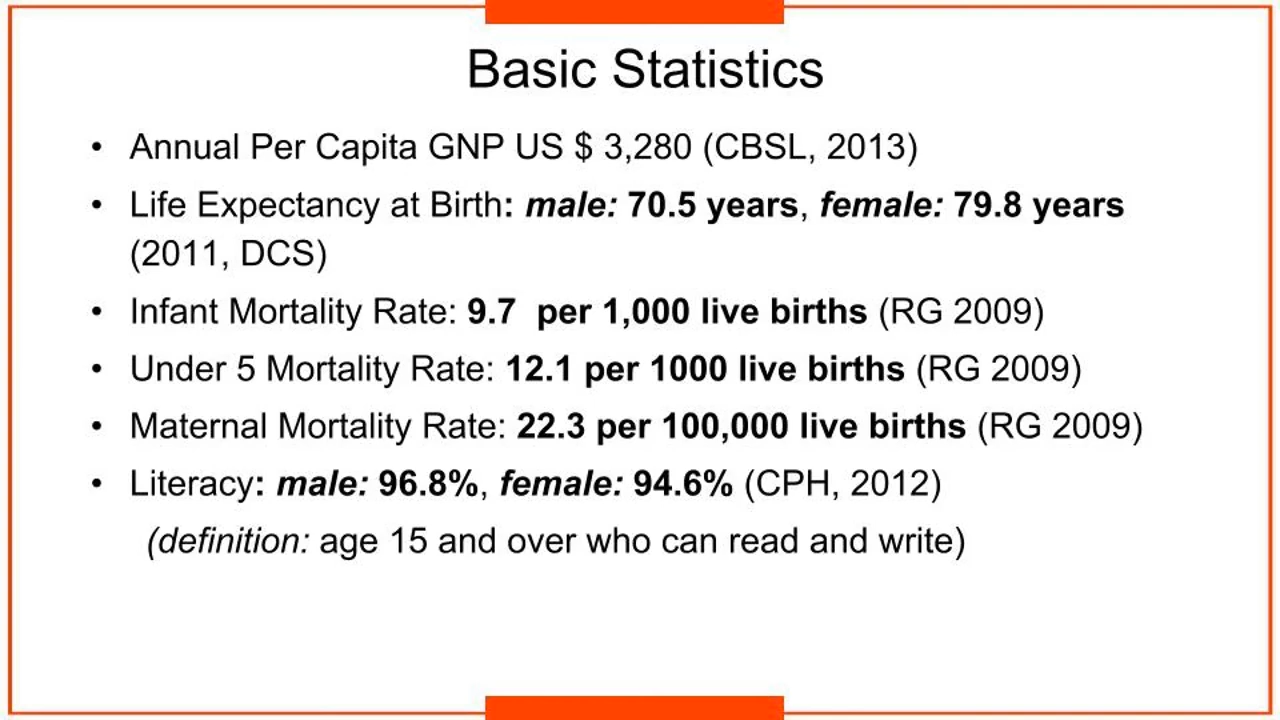 Basic Statistics
• Annual Per Capita GNP US $ 3,280 (CBSL, 2013)
• Life Expectancy at Birth: male: 70.5 years, female: 79.8 years
(2011, DCS)
• Infant Mortality Rate: 9.7  per 1,000 live births (RG 2009)
• Under 5 Mortality Rate: 12.1 per 1000 live births (RG 2009)
• Maternal Mortality Rate: 22.3 per 100,000 live births (RG 2009)
• Literacy: male: 96.8%, female: 94.6% (CPH, 2012)
(definition: age 15 and over who can read and write)